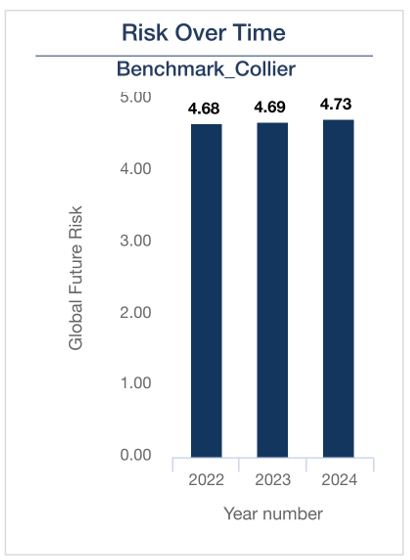 Risk Over Time
Benchmark_Collier
5.00
4.68 4.69 4.73
4.00
3.00
Global Future Risk
2.00
1.00
0.00
2022 2023 2024
Year number